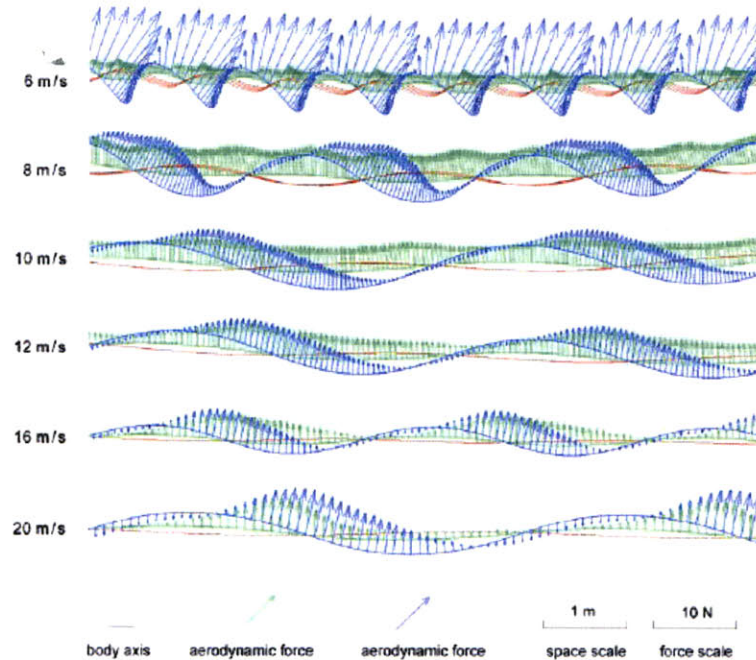 6 m/s
8 m/s
10 m/s
12 m/s
16 m/s
20 m/s
1 m
10 N
body axis aerodynamic force aerodynamic force space scale force scale